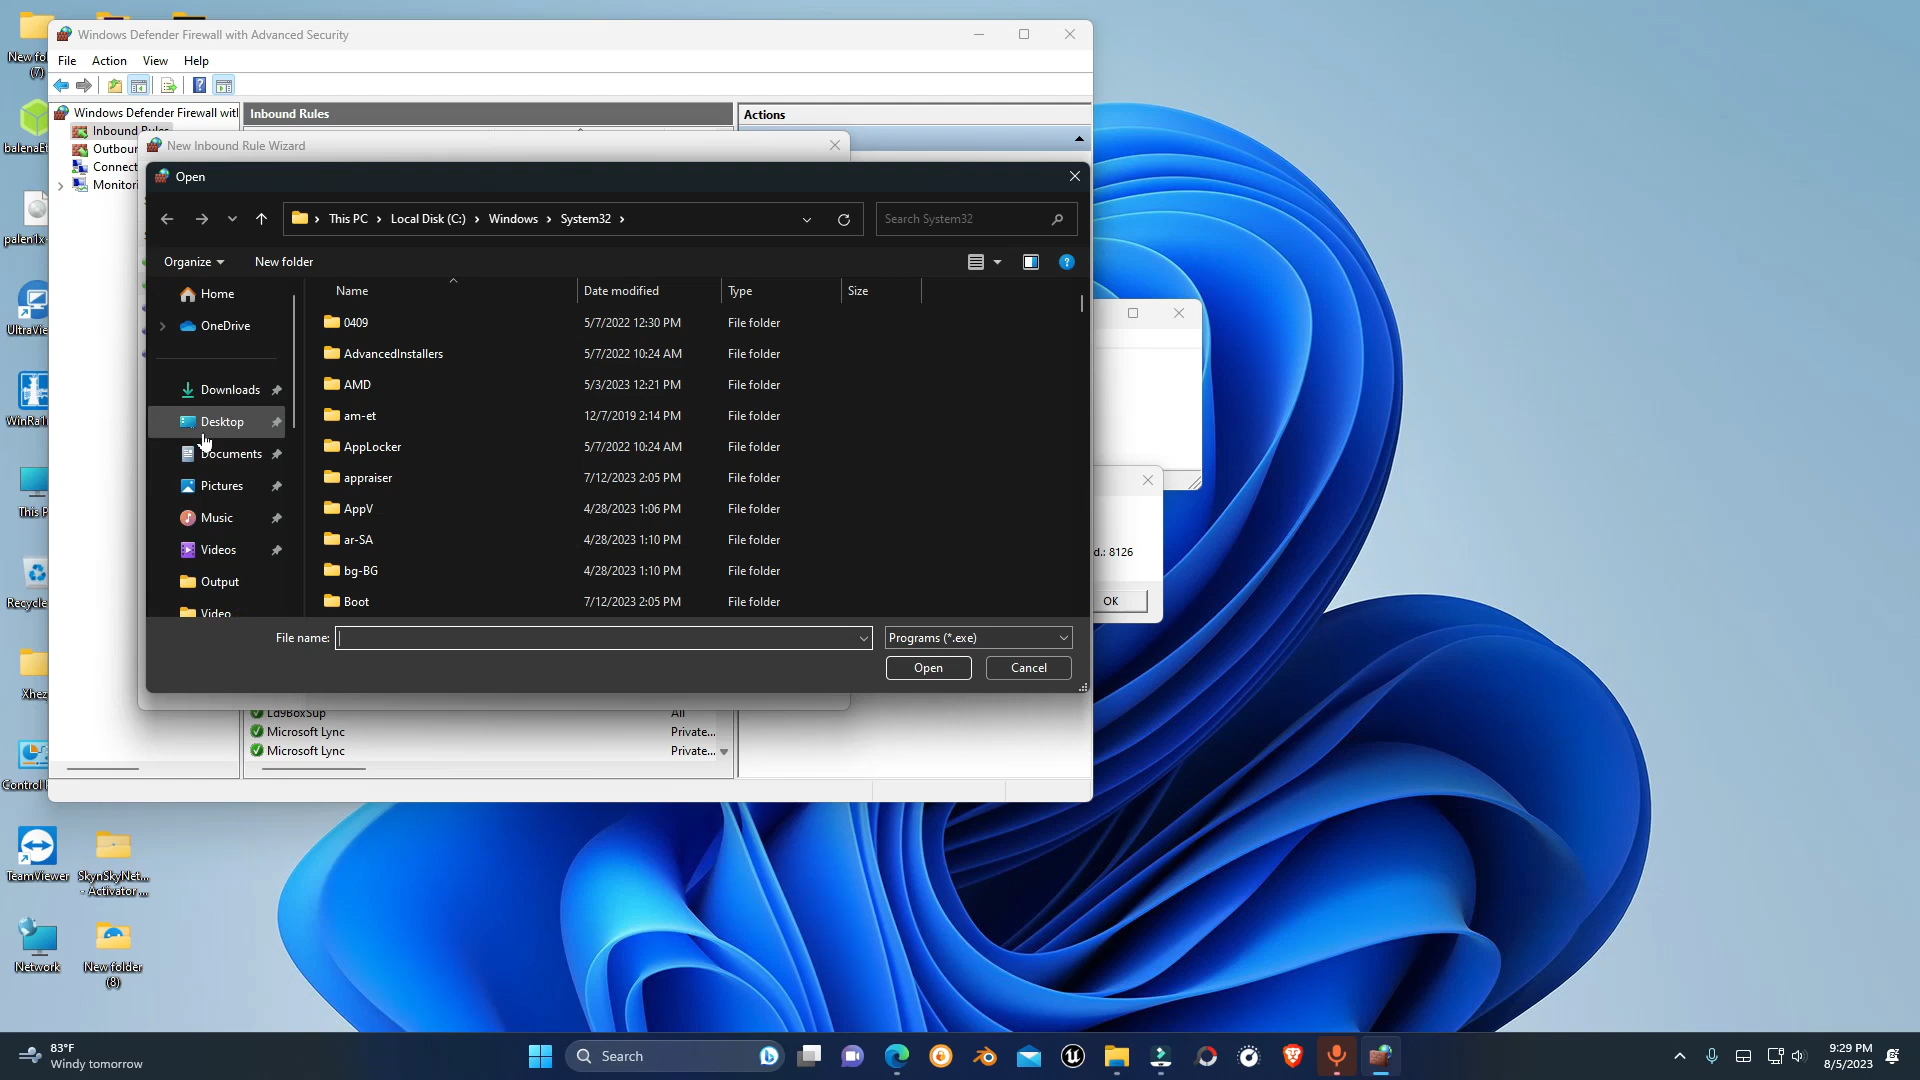 New fol
(7)
balenaEt
palen1x-
UltraVie
WinRa
This P
Recycle
Xhez
Control
TeamViewer
SkynSkyNet...
- Activator....
Network
New folder
(8)
Windows Defender Firewall with Advanced Security
File Action View Help
Windows Defender Firewall witl
Inbound Rules
Outboun
Connect
Monitori
Inbound Rules
Actions
New Inbound Rule Wizard
Open
This PC
Local Disk (C:)
Windows
System32
Search System32
Organize
New folder
Home
OneDrive
Downloads
Desktop
Documents
Pictures
Music
Videos
Output
Video
Name Date modified Type Size
0409 5/7/2022 12:30 PM File folder
AdvancedInstallers 5/7/2022 10:24 AM File folder
AMD 5/3/2023 12:21 PM File folder
am-et 12/7/2019 2:14 PM File folder
AppLocker 5/7/2022 10:24 AM File folder
appraiser 7/12/2023 2:05 PM File folder
AppV 4/28/2023 1:06 PM File folder
ar-SA 4/28/2023 1:10 PM File folder
bg-BG 4/28/2023 1:10 PM File folder
Boot 7/12/2023 2:05 PM File folder
File name:
Programs (*.exe)
Open
Cancel
d.: 8126
OK
Ld9BoxSup All
Microsoft Lync Private...
Microsoft Lync Private...
83°F
Windy tomorrow
Search
9:29 PM
8/5/2023